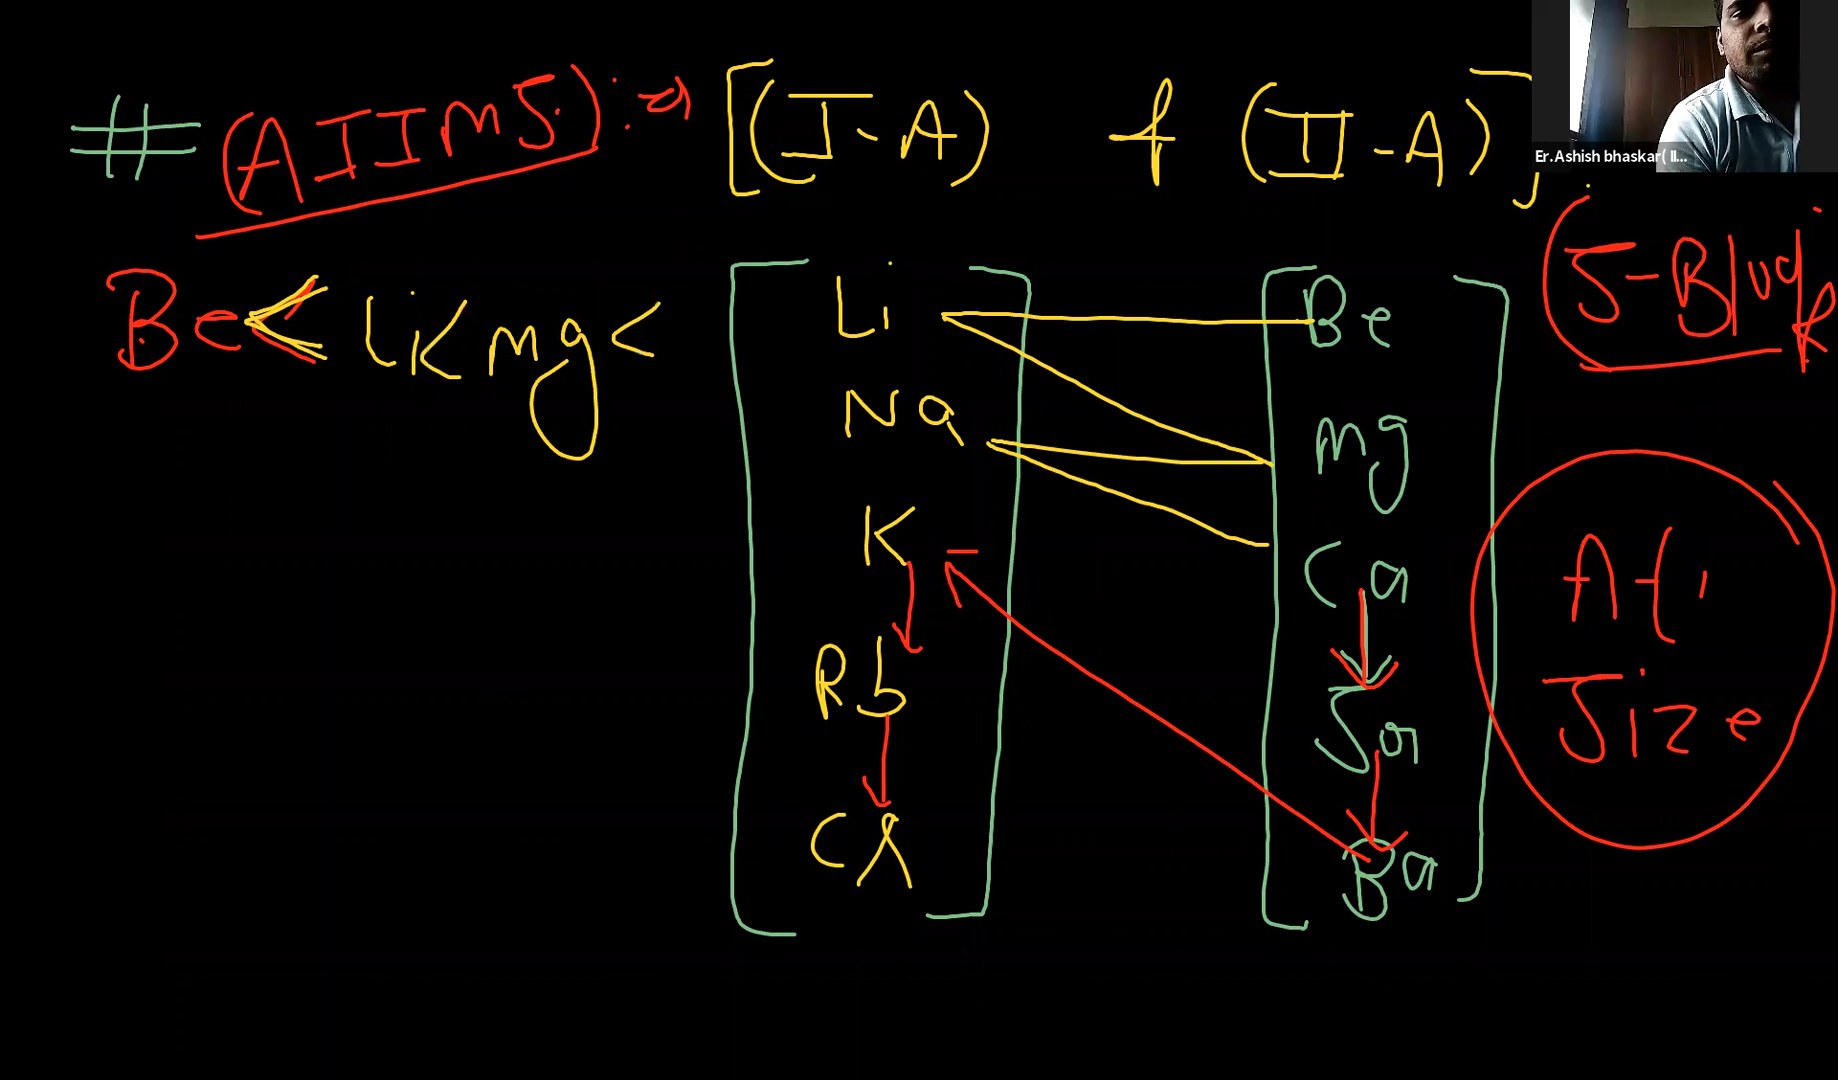 # (AIIMS) :⇒ [(I-A) & (II-A)] :
Er.Ashish bhaskar( II...
S-Block
Be < Li < Mg <
Li Be
Na Mg
K Ca
Rb Sr
Cs Ba
At.
Size